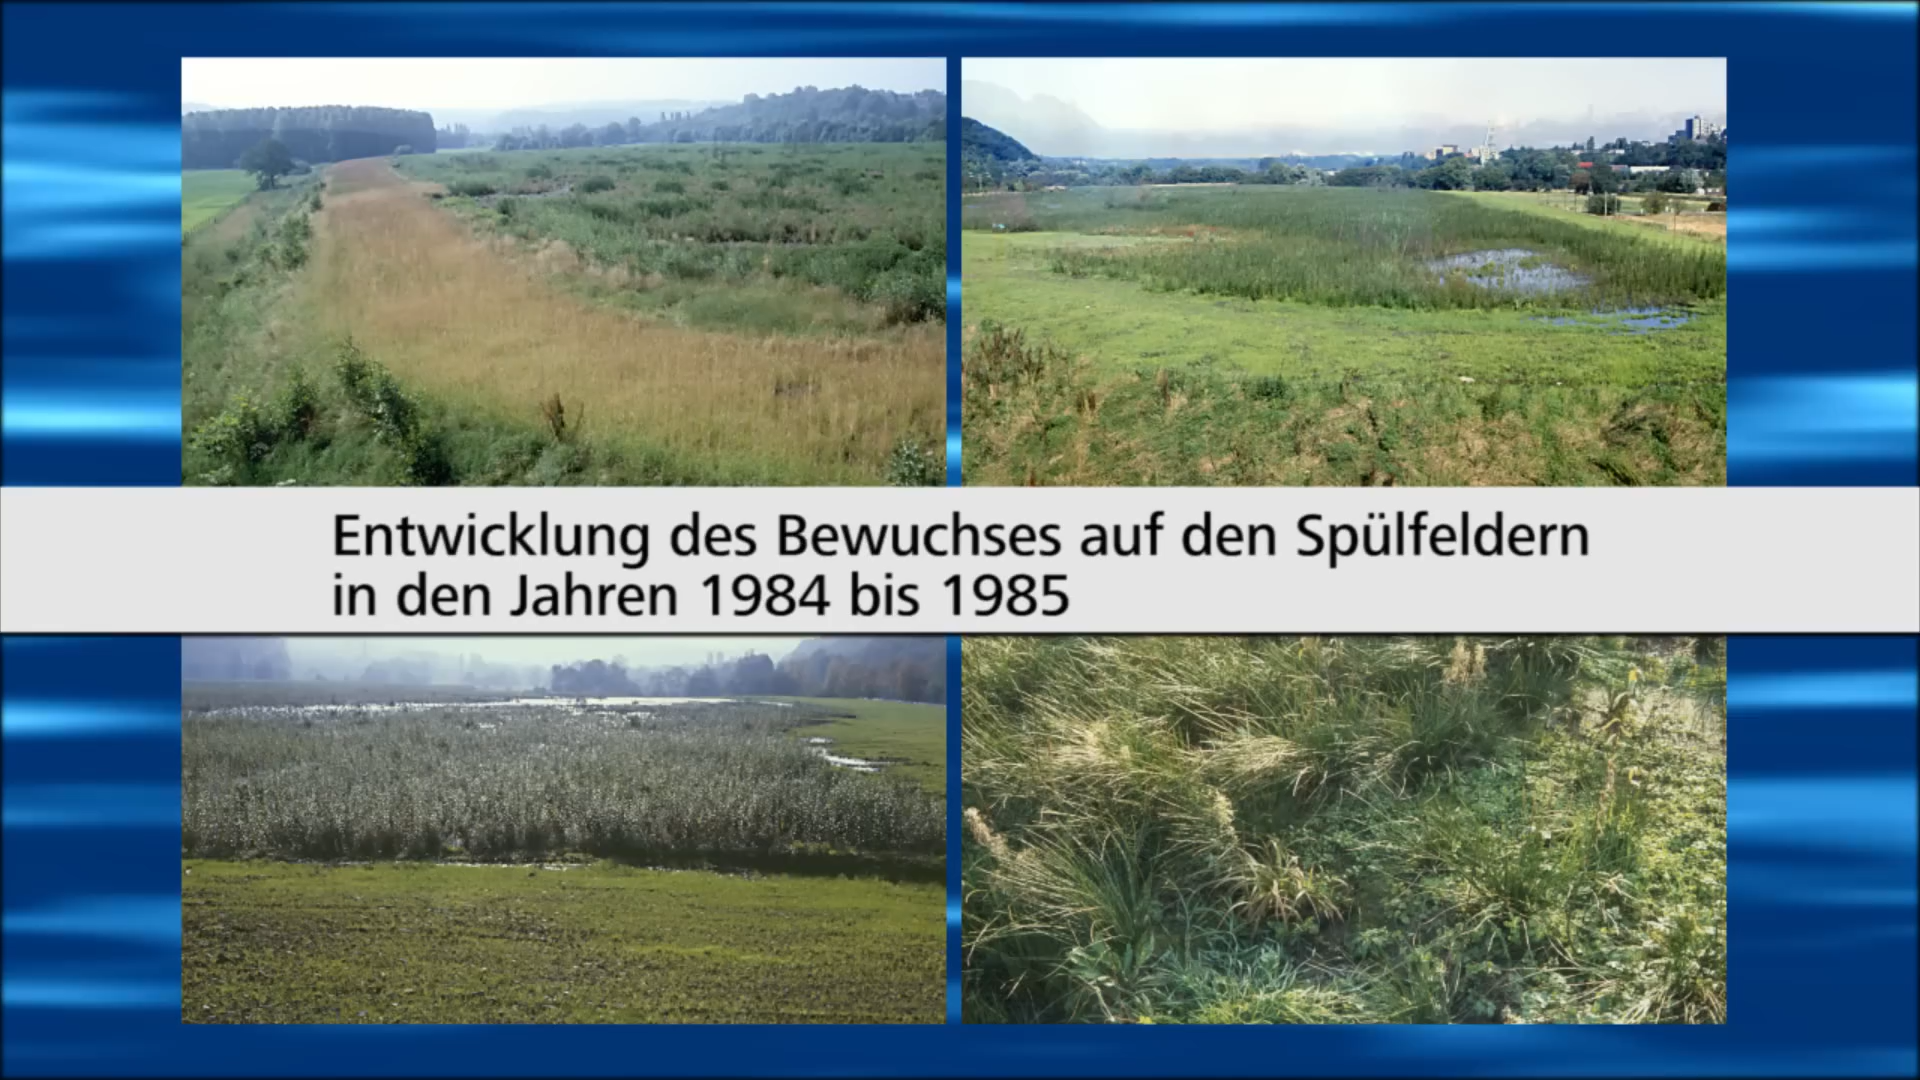 Entwicklung des Bewuchses auf den Spülfeldern
in den Jahren 1984 bis 1985